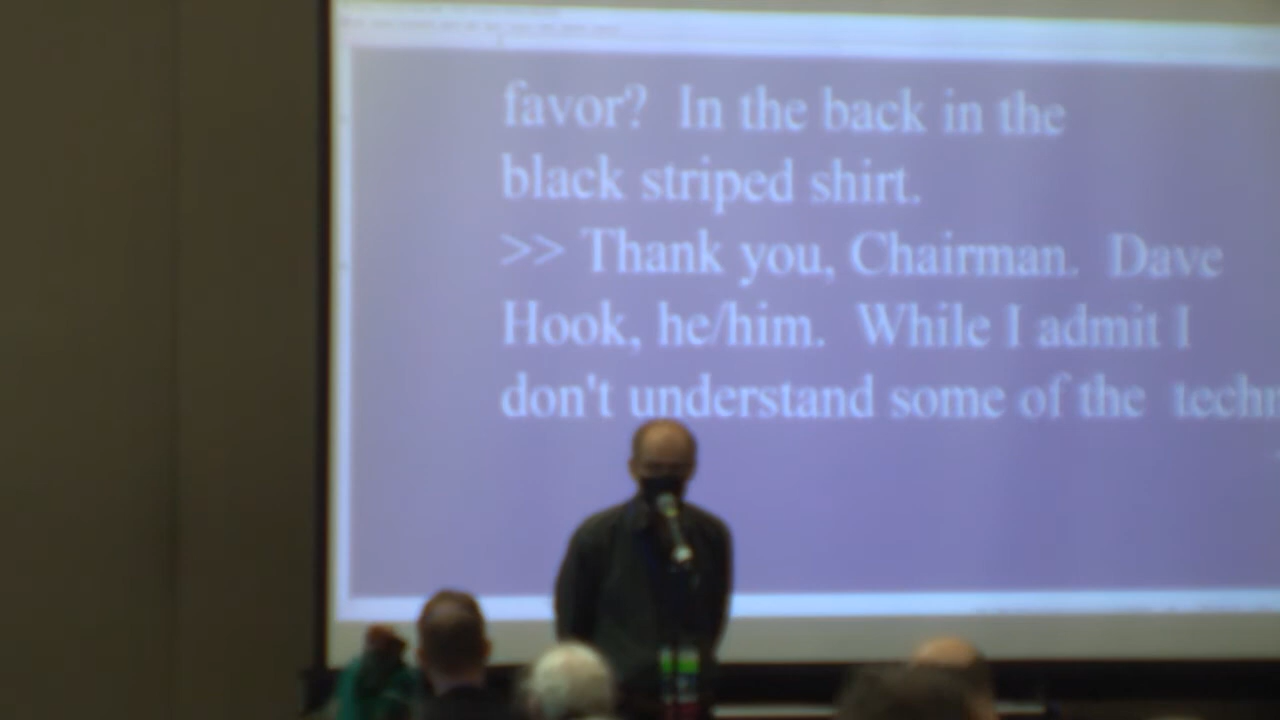 favor? In the back in the
black striped shirt.
>> Thank you, Chairman. Dave
Hook, he/him. While I admit I
don't understand some of the techn